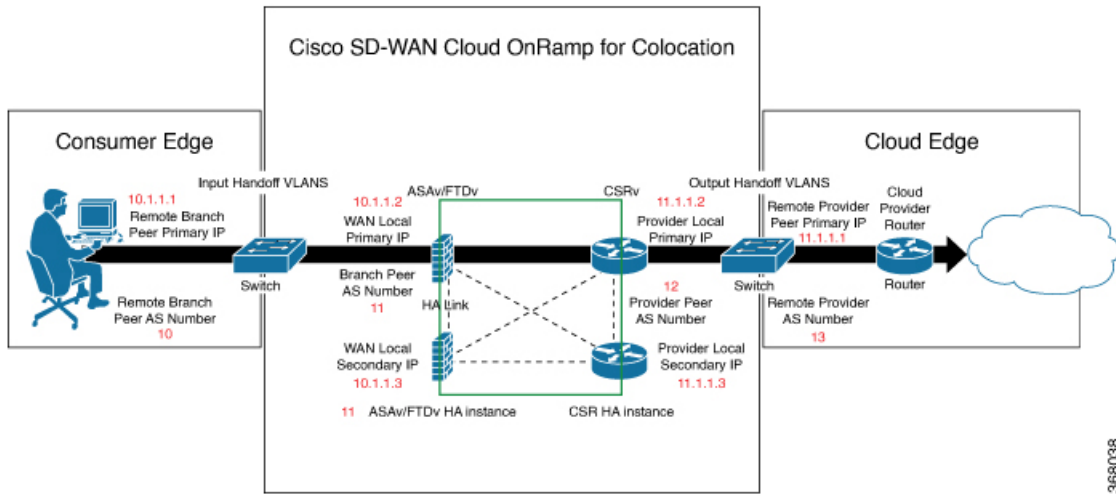 Cisco SD-WAN Cloud OnRamp for Colocation
Consumer Edge
10.1.1.1
Remote Branch
Peer Primary IP
Remote Branch
Peer AS Number
10
Input Handoff VLANS
Switch
ASAv/FTDv
10.1.1.2
WAN Local
Primary IP
Branch Peer
AS Number
11
HA Link
WAN Local
Secondary IP
10.1.1.3
11
ASAv/FTDv HA instance
CSRv
11.1.1.2
Provider Local
Primary IP
12
Provider Peer
AS Number
Provider Local
Secondary IP
11.1.1.3
CSR HA instance
Output Handoff VLANS
Switch
Cloud Edge
Remote Provider
Peer Primary IP
11.1.1.1
Remote Provider
AS Number
13
Cloud
Provider
Router
Router
368038